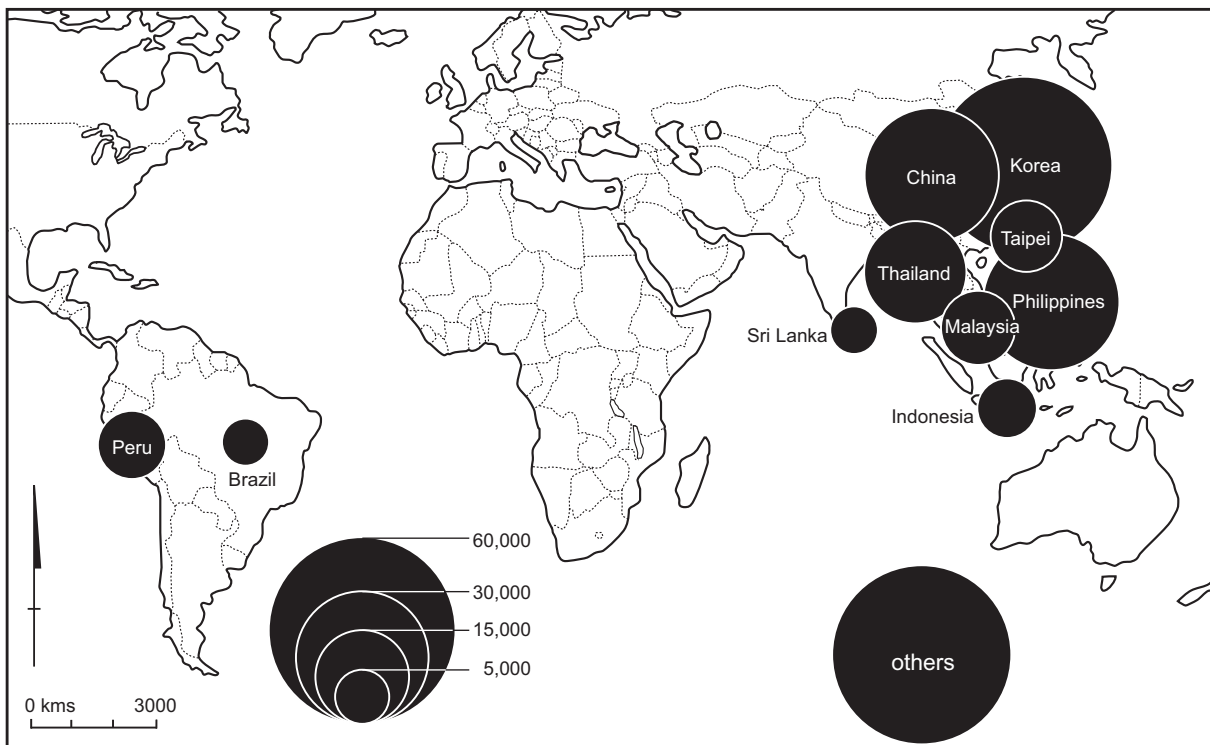 China
Korea
Taipei
Thailand
Philippines
Malaysia
Sri Lanka
Indonesia
Peru
Brazil
60,000
30,000
15,000
5,000
others
0 kms 3000